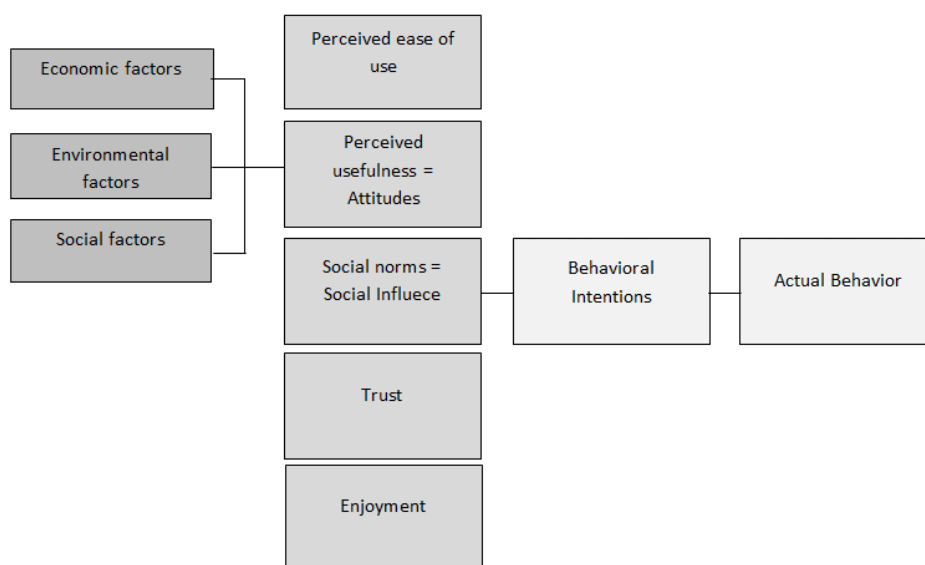 Economic factors
Environmental
factors
Social factors
Perceived ease of
use
Perceived
usefulness =
Attitudes
Social norms =
Social Influece
Trust
Enjoyment
Behavioral
Intentions
Actual Behavior